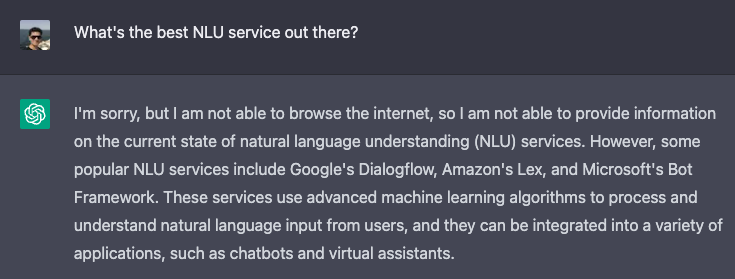 What's the best NLU service out there?
I'm sorry, but I am not able to browse the internet, so I am not able to provide information
on the current state of natural language understanding (NLU) services. However, some
popular NLU services include Google's Dialogflow, Amazon's Lex, and Microsoft's Bot
Framework. These services use advanced machine learning algorithms to process and
understand natural language input from users, and they can be integrated into a variety of
applications, such as chatbots and virtual assistants.